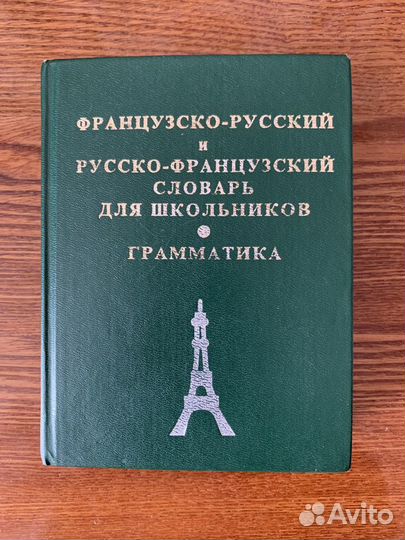 ФРАНЦУЗСКО-РУССКИЙ
и
РУССКО-ФРАНЦУЗСКИЙ
СЛОВАРЬ
ДЛЯ ШКОЛЬНИКОВ
ГРАММАТИКА
Avito